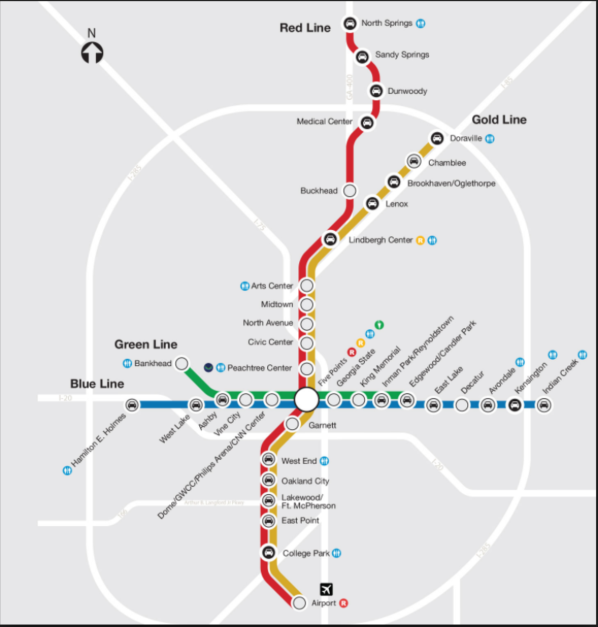 N
Red Line
North Springs
Sandy Springs
Dunwoody
Medical Center
Gold Line
Doraville
Chamblee
Brookhaven/Oglethorpe
Buckhead
Lenox
Lindbergh Center
Arts Center
Midtown
North Avenue
Civic Center
Green Line
Bankhead
Peachtree Center
Five Points
Georgia State
King Memorial
Inman Park/Reynoldstown
Edgewood/Candler Park
East Lake
Decatur
Avondale
Kensington
Indian Creek
Blue Line
Hamilton E. Holmes
West Lake
Ashby
Vine City
Dome/GWCC/Philips Arena/CNN Center
Garnett
West End
Oakland City
Lakewood/
Ft. McPherson
East Point
College Park
Airport